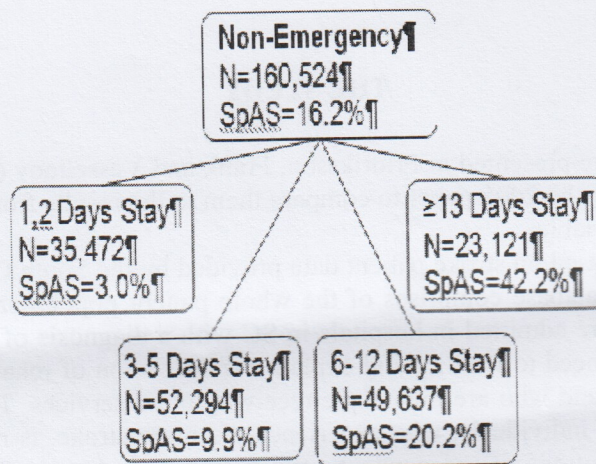 Non-Emergency¶
N=160,524¶
SpAS=16.2%¶
1,2 Days Stay¶
N=35,472¶
SpAS=3.0%¶
≥13 Days Stay¶
N=23,121¶
SpAS=42.2%¶
3-5 Days Stay¶
N=52,294¶
SpAS=9.9%¶
6-12 Days Stay¶
N=49,637¶
SpAS=20.2%¶